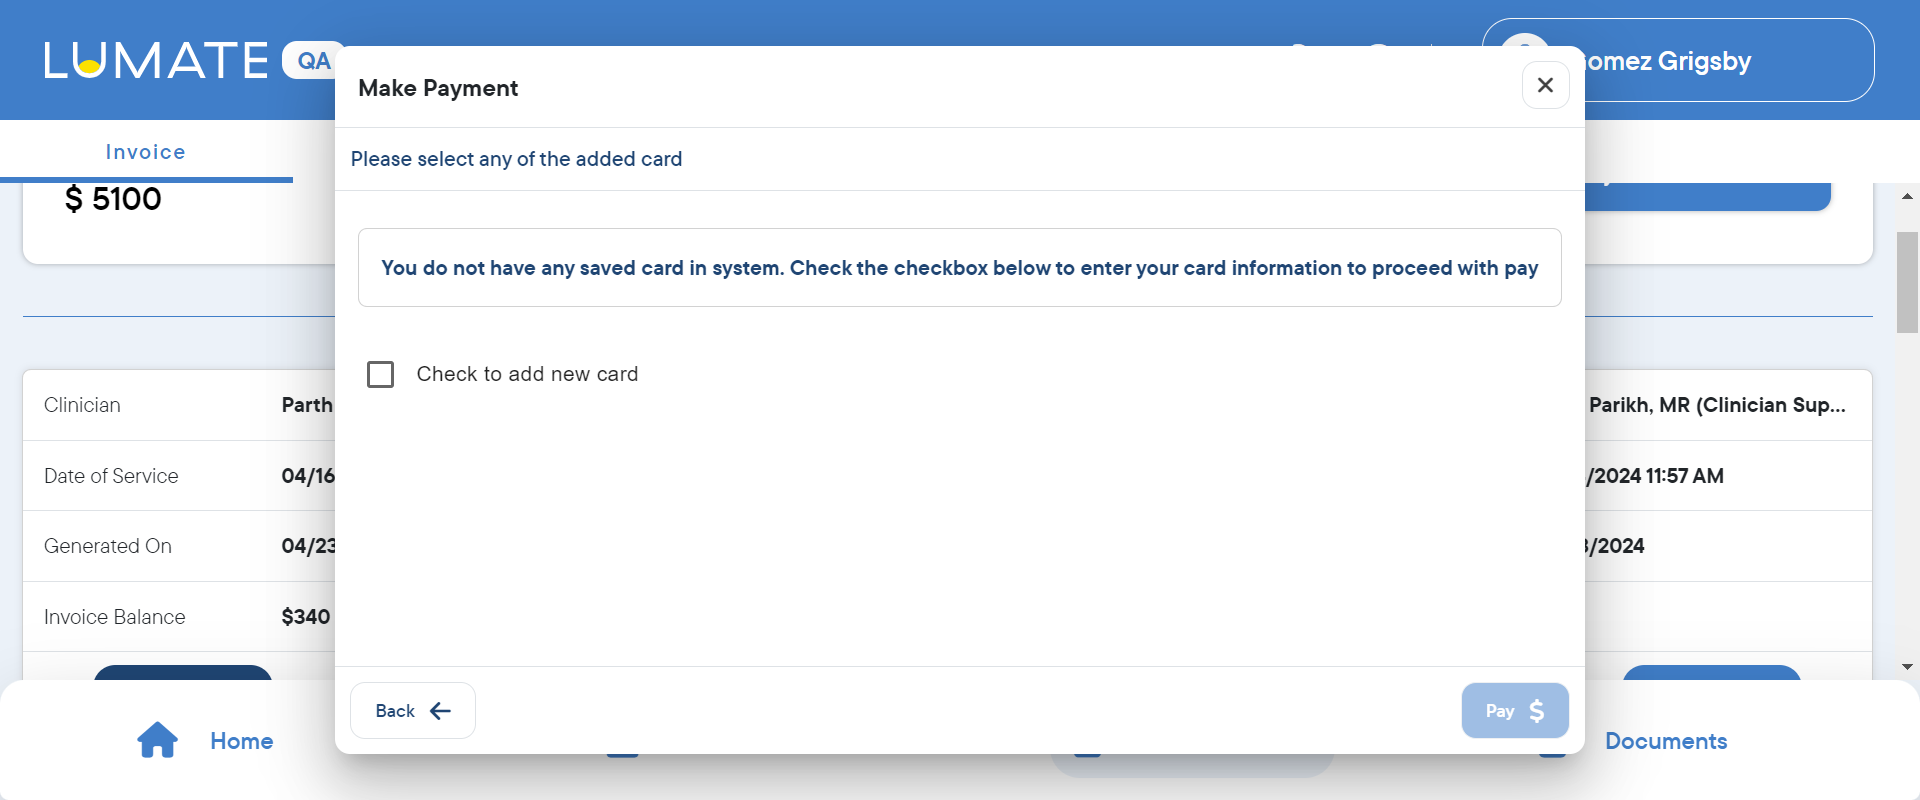 LUMATE QA
Gomez Grigsby
Make Payment
Invoice
Please select any of the added card
$ 5100
You do not have any saved card in system. Check the checkbox below to enter your card information to proceed with pay
Check to add new card
Clinician Parth
Parikh, MR (Clinician Sup...
Date of Service 04/16
/2024 11:57 AM
Generated On 04/23
/2024
Invoice Balance $340
Back
Pay $
Home
Documents